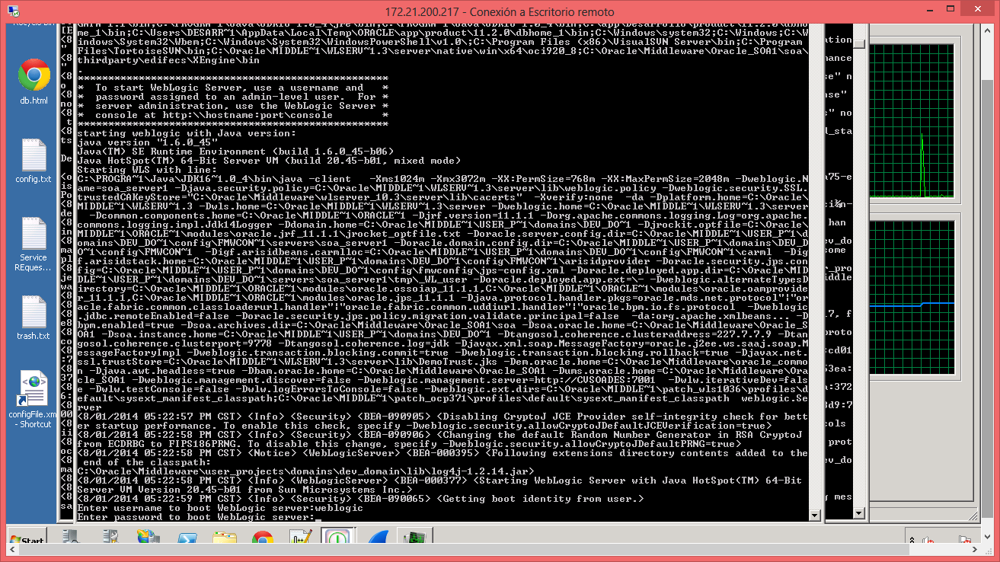 172.21.200.217 - Conexión a Escritorio remoto
Recycle Bin
db.html
config.txt
Service
REques...
trash.txt
configFile.xm
- Shortcut
me_1\bin;C:\Users\DESARR~1\AppData\Local\Temp\ORACLE\app\product\11.2.0\dbhome_1\bin;C:\Windows\system32;C:\Windows;C:\W
indows\System32\Wbem;C:\Windows\System32\WindowsPowerShell\v1.0\;C:\Program Files (x86)\VisualSVN Server\bin;C:\Program
Files\TortoiseSVN\bin;C:\Oracle\MIDDLE~1\WLSERV~1.3\server\native\win\x64\oci920_8;C:\Oracle\Middleware\Oracle_SOA1\soa\
thirdparty\edifecs\XEngine\bin
.
***************************************************
*  To start WebLogic Server, use a username and   *
*  password assigned to an admin-level user.  For *
*  server administration, use the WebLogic Server *
*  console at http:\\hostname:port\console        *
***************************************************
starting weblogic with Java version:
java version "1.6.0_45"
Java(TM) SE Runtime Environment (build 1.6.0_45-b06)
Java HotSpot(TM) 64-Bit Server VM (build 20.45-b01, mixed mode)
Starting WLS with line:
C:\PROGRA~1\Java\JDK16~1.0_4\bin\java -client   -Xms1024m -Xmx3072m -XX:PermSize=768m -XX:MaxPermSize=2048m -Dweblogic.N
ame=soa_server1 -Djava.security.policy=C:\Oracle\MIDDLE~1\WLSERV~1.3\server\lib\weblogic.policy -Dweblogic.security.SSL.
trustedCAKeyStore="C:\Oracle\Middleware\wlserver_10.3\server\lib\cacerts"  -Xverify:none  -da -Dplatform.home=C:\Oracle\
MIDDLE~1\WLSERV~1.3 -Dwls.home=C:\Oracle\MIDDLE~1\WLSERV~1.3\server -Dweblogic.home=C:\Oracle\MIDDLE~1\WLSERV~1.3\server
  -Dcommon.components.home=C:\Oracle\MIDDLE~1\ORACLE~1 -Djrf.version=11.1.1 -Dorg.apache.commons.logging.Log=org.apache.
commons.logging.impl.Jdk14Logger -Ddomain.home=C:\Oracle\MIDDLE~1\USER_P~1\domains\DEV_DO~1 -Djrockit.optfile=C:\Oracle\
MIDDLE~1\ORACLE~1\modules\oracle.jrf_11.1.1\jrocket_optfile.txt -Doracle.server.config.dir=C:\Oracle\MIDDLE~1\USER_P~1\d
omains\DEV_DO~1\config\FMWCON~1\servers\soa_server1 -Doracle.domain.config.dir=C:\Oracle\MIDDLE~1\USER_P~1\domains\DEV_D
O~1\config\FMWCON~1  -Digf.arisidbeans.carmlloc=C:\Oracle\MIDDLE~1\USER_P~1\domains\DEV_DO~1\config\FMWCON~1\carml  -Dig
f.arisidstack.home=C:\Oracle\MIDDLE~1\USER_P~1\domains\DEV_DO~1\config\FMWCON~1\arisidprovider -Doracle.security.jps.con
fig=C:\Oracle\MIDDLE~1\USER_P~1\domains\DEV_DO~1\config\fmwconfig\jps-config.xml -Doracle.deployed.app.dir=C:\Oracle\MID
DLE~1\USER_P~1\domains\DEV_DO~1\servers\soa_server1\tmp\_WL_user -Doracle.deployed.app.ext=\- -Dweblogic.alternateTypesD
irectory=C:\Oracle\MIDDLE~1\ORACLE~1\modules\oracle.ossoiap_11.1.1,C:\Oracle\MIDDLE~1\ORACLE~1\modules\oracle.oamprovide
r_11.1.1,C:\Oracle\MIDDLE~1\ORACLE~1\modules\oracle.jps_11.1.1 -Djava.protocol.handler.pkgs=oracle.mds.net.protocol"|"or
acle.fabric.common.classloaderurl.handler"|"oracle.fabric.common.uddiurl.handler"|"oracle.bpm.io.fs.protocol  -Dweblogic
.jdbc.remoteEnabled=false -Doracle.security.jps.policy.migration.validate.principal=false  -da:org.apache.xmlbeans... -D
bpm.enabled=true -Dsoa.archives.dir=C:\Oracle\Middleware\Oracle_SOA1\soa -Dsoa.oracle.home=C:\Oracle\Middleware\Oracle_S
OA1 -Dsoa.instance.home=C:\Oracle\MIDDLE~1\USER_P~1\domains\DEV_DO~1 -Dtangosol.coherence.clusteraddress=227.7.7.9 -Dtan
gosol.coherence.clusterport=9778 -Dtangosol.coherence.log=jdk -Djavax.xml.soap.MessageFactory=oracle.j2ee.ws.saaj.soap.M
essageFactoryImpl -Dweblogic.transaction.blocking.commit=true -Dweblogic.transaction.blocking.rollback=true -Djavax.net.
ssl.trustStore=C:\Oracle\MIDDLE~1\WLSERV~1.3\server\lib\DemoTrust.jks -Dem.oracle.home=C:\Oracle\Middleware\oracle_commo
n -Djava.awt.headless=true -Dbam.oracle.home=C:\Oracle\Middleware\Oracle_SOA1 -Dums.oracle.home=C:\Oracle\Middleware\Ora
cle_SOA1 -Dweblogic.management.discover=false -Dweblogic.management.server=http://CVSOADES:7001  -Dwlw.iterativeDev=fals
e -Dwlw.testConsole=false -Dwlw.logErrorsToConsole=false -Dweblogic.ext.dirs=C:\Oracle\MIDDLE~1\patch_wls1036\profiles\d
efault\sysext_manifest_classpath;C:\Oracle\MIDDLE~1\patch_ocp371\profiles\default\sysext_manifest_classpath  weblogic.Se
rver
<8/01/2014 05:22:57 PM CST> <Info> <Security> <BEA-090905> <Disabling CryptoJ JCE Provider self-integrity check for bett
er startup performance. To enable this check, specify -Dweblogic.security.allowCryptoJDefaultJCEVerification=true>
<8/01/2014 05:22:58 PM CST> <Info> <Security> <BEA-090906> <Changing the default Random Number Generator in RSA CryptoJ
from ECDRBG to FIPS186PRNG. To disable this change, specify -Dweblogic.security.allowCryptoJDefaultPRNG=true>
<8/01/2014 05:22:58 PM CST> <Notice> <WebLogicServer> <BEA-000395> <Following extensions directory contents added to the
 end of the classpath:
C:\Oracle\Middleware\user_projects\domains\dev_domain\lib\log4j-1.2.14.jar>
<8/01/2014 05:22:58 PM CST> <Info> <WebLogicServer> <BEA-000377> <Starting WebLogic Server with Java HotSpot(TM) 64-Bit
Server VM Version 20.45-b01 from Sun Microsystems Inc.>
<8/01/2014 05:22:59 PM CST> <Info> <Security> <BEA-090065> <Getting boot identity from user.>
Enter username to boot WebLogic server:weblogic
Enter password to boot WebLogic server:_
Start